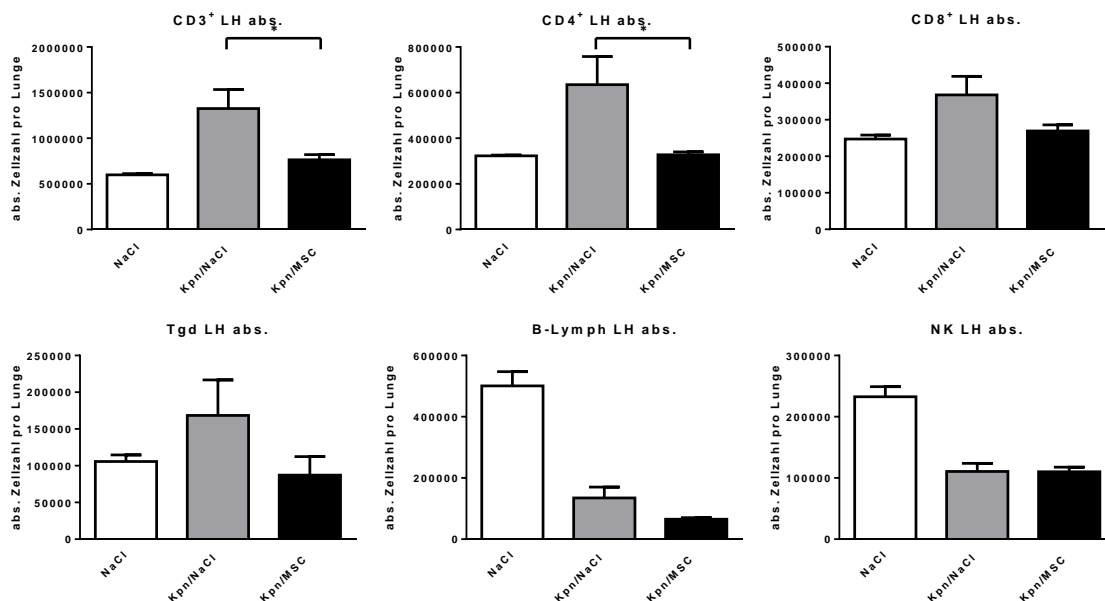 CD3+ LH abs.
*
abs. Zellzahl pro Lunge
2000000
1500000
1000000
500000
0
NaCl
Kpn/NaCl
Kpn/MSC
CD4+ LH abs.
*
abs. Zellzahl pro Lunge
800000
600000
400000
200000
0
NaCl
Kpn/NaCl
Kpn/MSC
CD8+ LH abs.
abs. Zellzahl pro Lunge
500000
400000
300000
200000
100000
0
NaCl
Kpn/NaCl
Kpn/MSC
Tgd LH abs.
abs. Zellzahl pro Lunge
250000
200000
150000
100000
50000
0
NaCl
Kpn/NaCl
Kpn/MSC
B-Lymph LH abs.
abs. Zellzahl pro Lunge
600000
400000
200000
0
NaCl
Kpn/NaCl
Kpn/MSC
NK LH abs.
abs. Zellzahl pro Lunge
300000
200000
100000
0
NaCl
Kpn/NaCl
Kpn/MSC